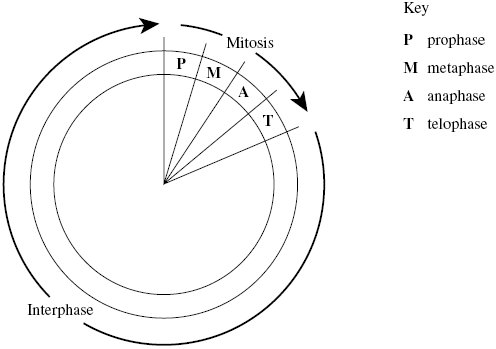 Mitosis
P
M
A
T
Interphase
Key
P prophase
M metaphase
A anaphase
T telophase